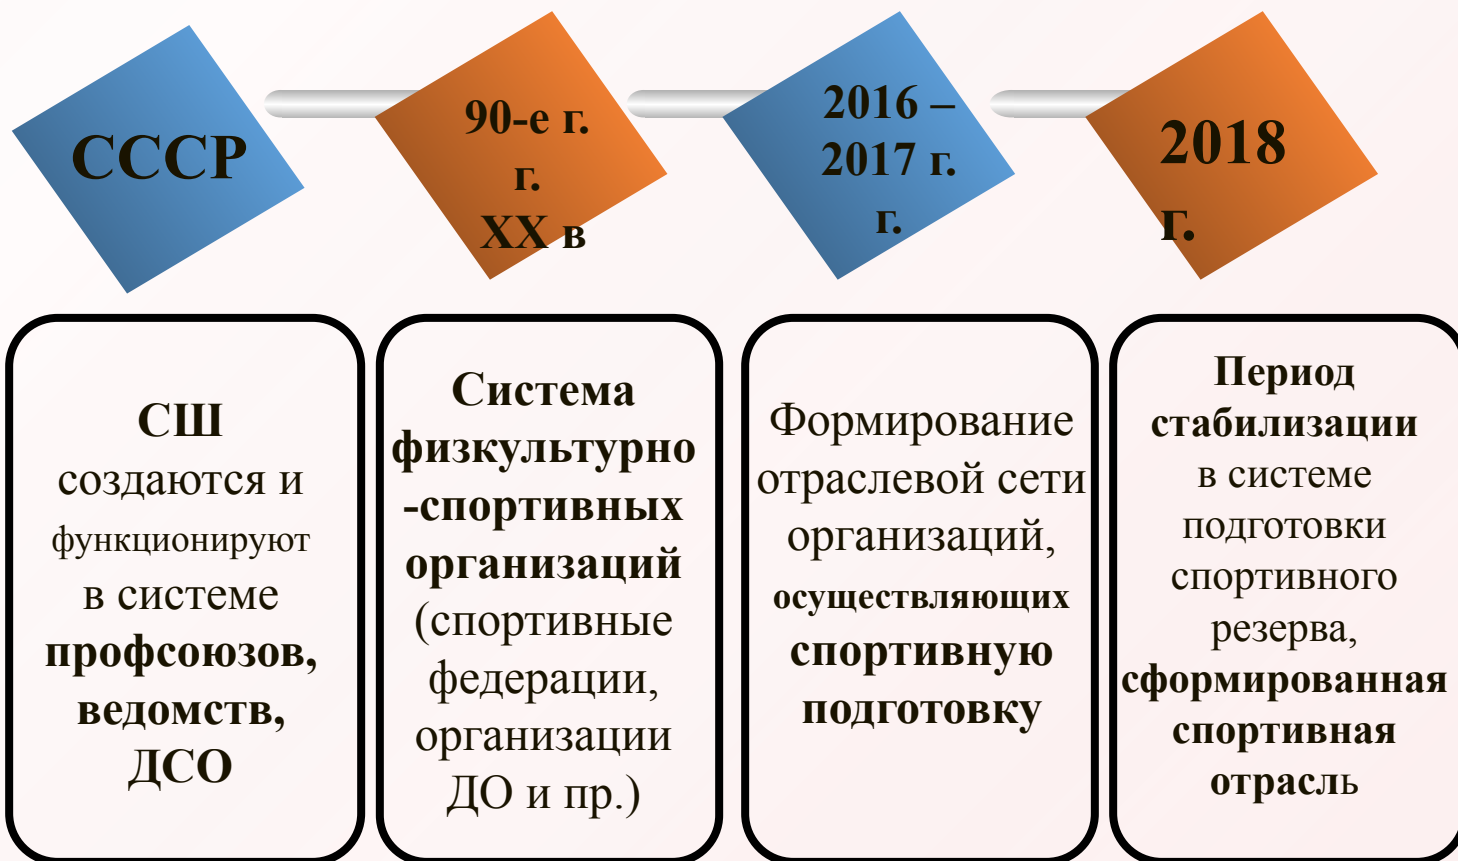 СССР
90-е г.
г.
XX в
2016 –
2017 г.
г.
2018
г.
СШ
создаются и
функционируют
в системе
профсоюзов,
ведомств,
ДСО
Система
физкультурно
-спортивных
организаций
(спортивные
федерации,
организации
ДО и пр.)
Формирование
отраслевой сети
организаций,
осуществляющих
спортивную
подготовку
Период
стабилизации
в системе
подготовки
спортивного
резерва,
сформированная
спортивная
отрасль